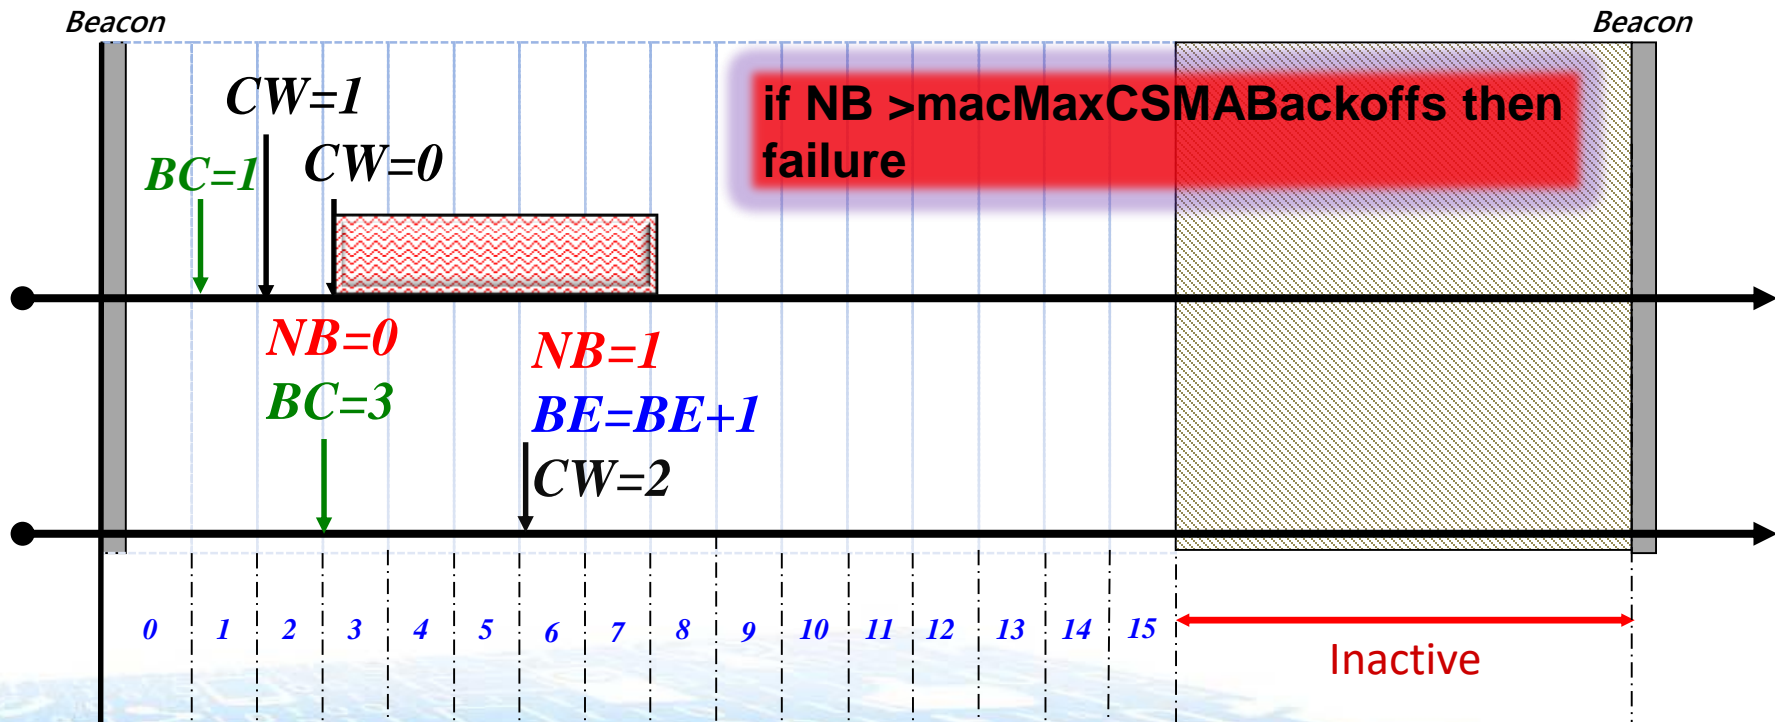 Beacon
Beacon
if NB >macMaxCSMABackoffs then
failure
CW=1
CW=0
BC=1
NB=0
BC=3
NB=1
BE=BE+1
CW=2
0 1 2 3 4 5 6 7 8 9 10 11 12 13 14 15
Inactive